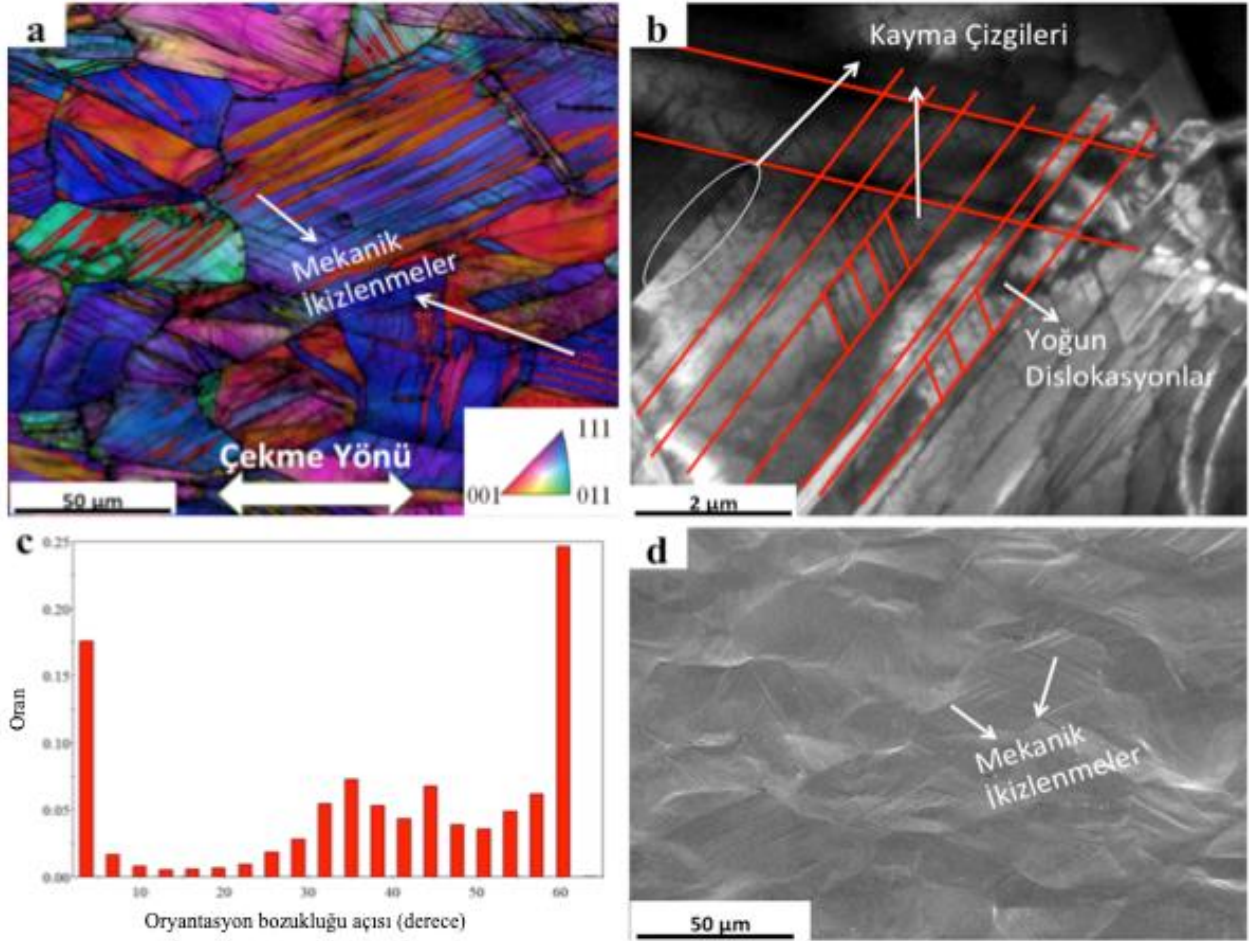 a
Mekanik
İkizlenmeler
Çekme Yönü
50 µm
111
001
011
b
Kayma Çizgileri
Yoğun
Dislokasyonlar
2 µm
c
0.25
0.20
0.15
0.10
0.05
0.00
Oran
10
20
30
40
50
60
Oryantasyon bozukluğu açısı (derece)
d
Mekanik
İkizlenmeler
50 µm